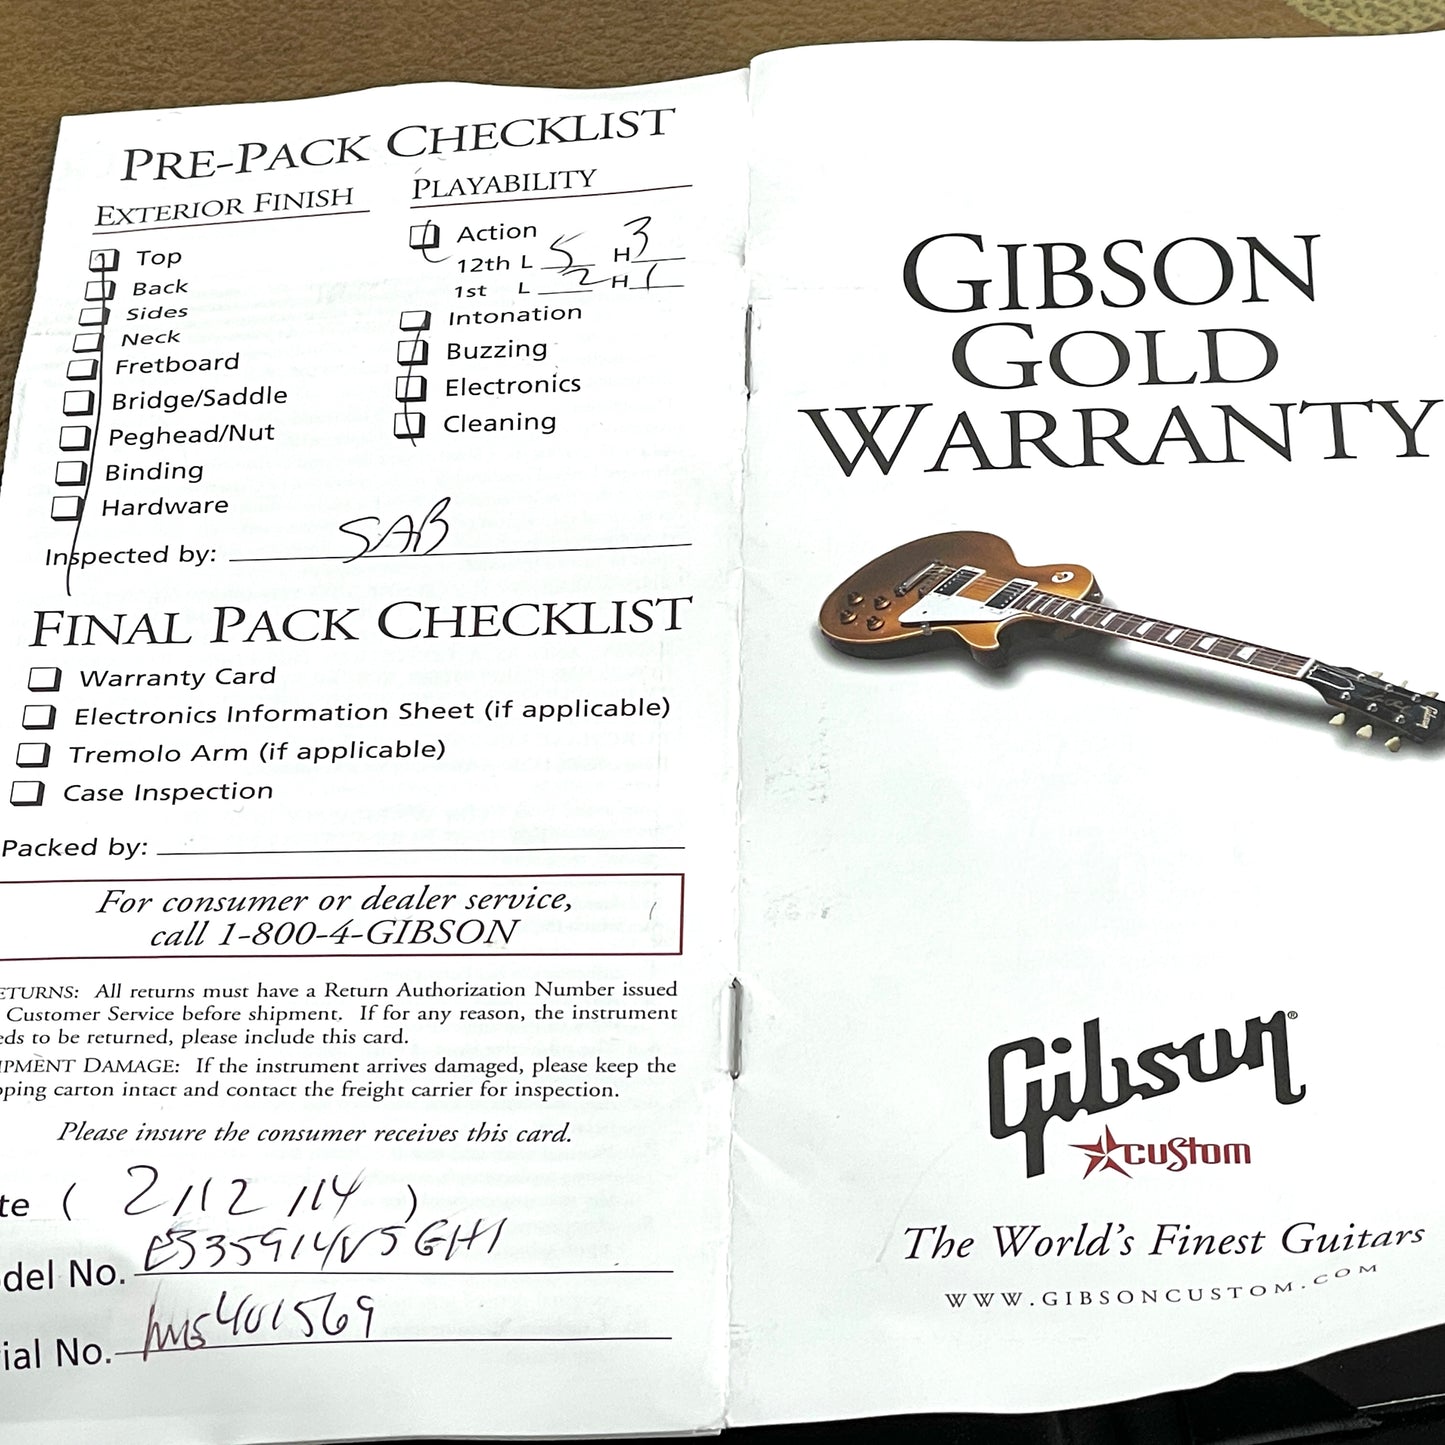 PRE-PACK CHECKLIST
EXTERIOR FINISH
Top
Back
Sides
Neck
Fretboard
Bridge/Saddle
Peghead/Nut
Binding
Hardware
PLAYABILITY
Action
12th L 5 H 3
1st L 2 H 1
Intonation
Buzzing
Electronics
Cleaning
Inspected by: SAB
FINAL PACK CHECKLIST
Warranty Card
Electronics Information Sheet (if applicable)
Tremolo Arm (if applicable)
Case Inspection
Packed by:
For consumer or dealer service,
call 1-800-4-GIBSON
ETURNS: All returns must have a Return Authorization Number issued
Customer Service before shipment. If for any reason, the instrument
eds to be returned, please include this card.
IPMENT DAMAGE: If the instrument arrives damaged, please keep the
pping carton intact and contact the freight carrier for inspection.
Please insure the consumer receives this card.
te ( 2/12/14 )
del No. ES35914VSGH1
ial No. 401569
GIBSON
GOLD
WARRANTY
Gibson®
custom
The World's Finest Guitars
WWW.GIBSONCUSTOM.COM